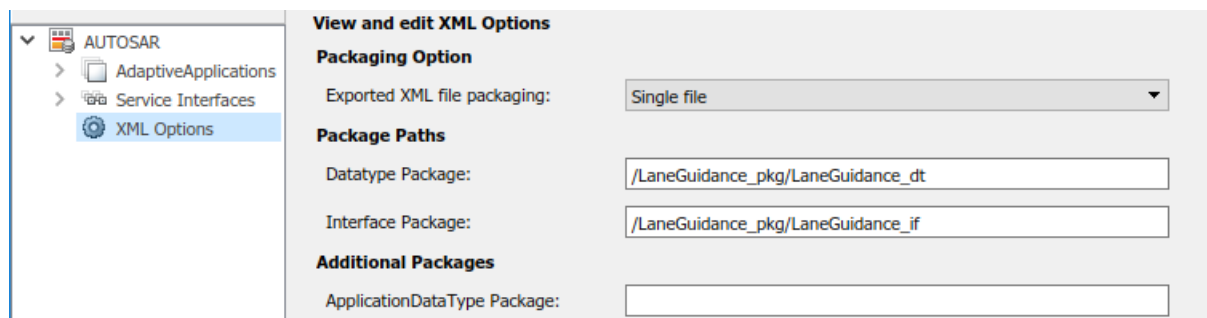 AUTOSAR
AdaptiveApplications
Service Interfaces
XML Options
View and edit XML Options
Packaging Option
Exported XML file packaging: Single file
Package Paths
Datatype Package: /LaneGuidance_pkg/LaneGuidance_dt
Interface Package: /LaneGuidance_pkg/LaneGuidance_if
Additional Packages
ApplicationDataType Package: